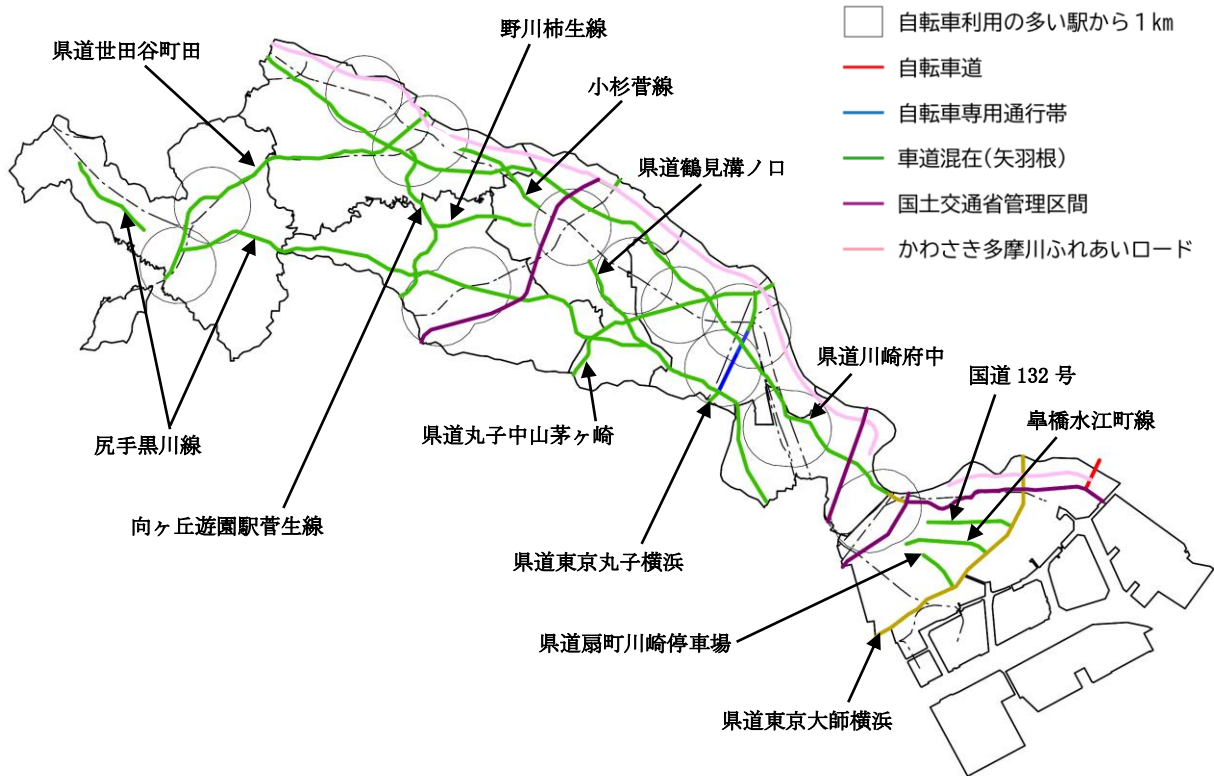 自転車利用の多い駅から1km
自転車道
自転車専用通行帯
車道混在(矢羽根)
国土交通省管理区間
かわさき多摩川ふれあいロード
野川柿生線
県道世田谷町田
小杉菅線
県道鶴見溝ノ口
県道川崎府中
国道132号
皐橋水江町線
尻手黒川線
県道丸子中山茅ヶ崎
向ヶ丘遊園駅菅生線
県道東京丸子横浜
県道扇町川崎停車場
県道東京大師横浜